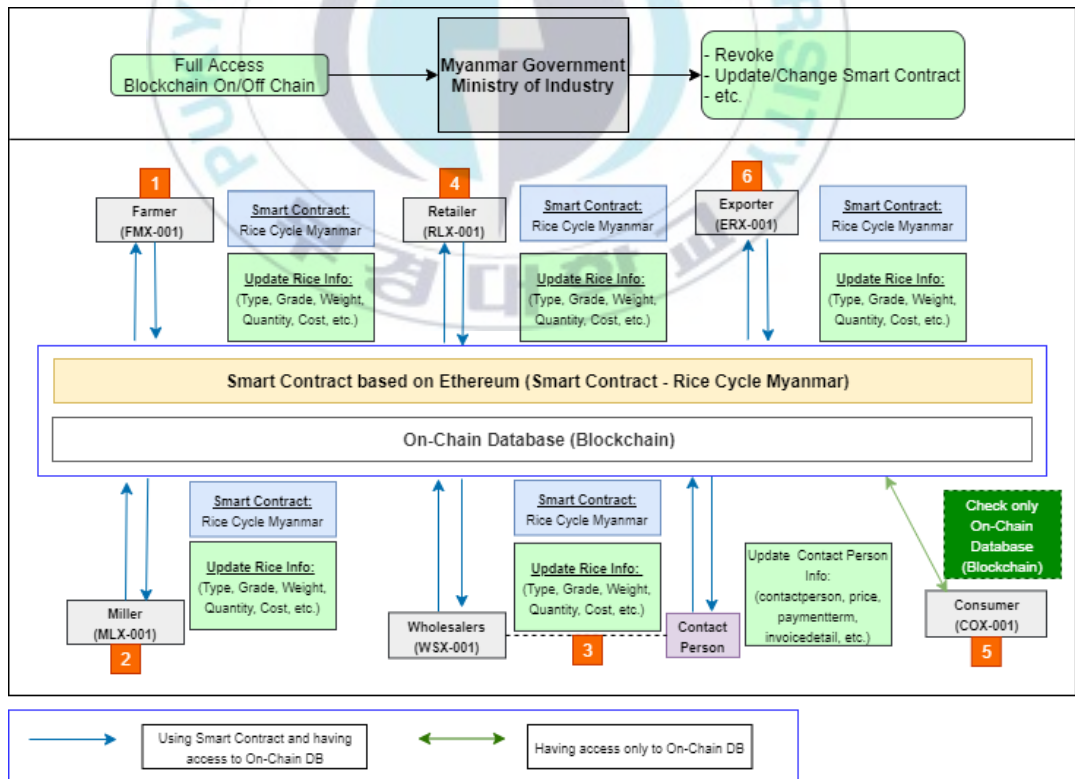 Full Access
Blockchain On/Off Chain
Myanmar Government
Ministry of Industry
- Revoke
- Update/Change Smart Contract
- etc.
PUKY
RSITY
부경대학교
1
Farmer
(FMX-001)
Smart Contract:
Rice Cycle Myanmar
Update Rice Info:
(Type, Grade, Weight,
Quantity, Cost, etc.)
4
Retailer
(RLX-001)
Smart Contract:
Rice Cycle Myanmar
Update Rice Info:
(Type, Grade, Weight,
Quantity, Cost, etc.)
6
Exporter
(ERX-001)
Smart Contract:
Rice Cycle Myanmar
Update Rice Info:
(Type, Grade, Weight,
Quantity, Cost, etc.)
Smart Contract based on Ethereum (Smart Contract - Rice Cycle Myanmar)
On-Chain Database (Blockchain)
Smart Contract:
Rice Cycle Myanmar
Update Rice Info:
(Type, Grade, Weight,
Quantity, Cost, etc.)
Miller
(MLX-001)
2
Smart Contract:
Rice Cycle Myanmar
Update Rice Info:
(Type, Grade, Weight,
Quantity, Cost, etc.)
Wholesalers
(WSX-001)
3
Contact
Person
Update Contact Person
Info:
(contactperson, price,
paymentterm,
invoicedetail, etc.)
Check only
On-Chain
Database
(Blockchain)
Consumer
(COX-001)
5
Using Smart Contract and having
access to On-Chain DB
Having access only to On-Chain DB